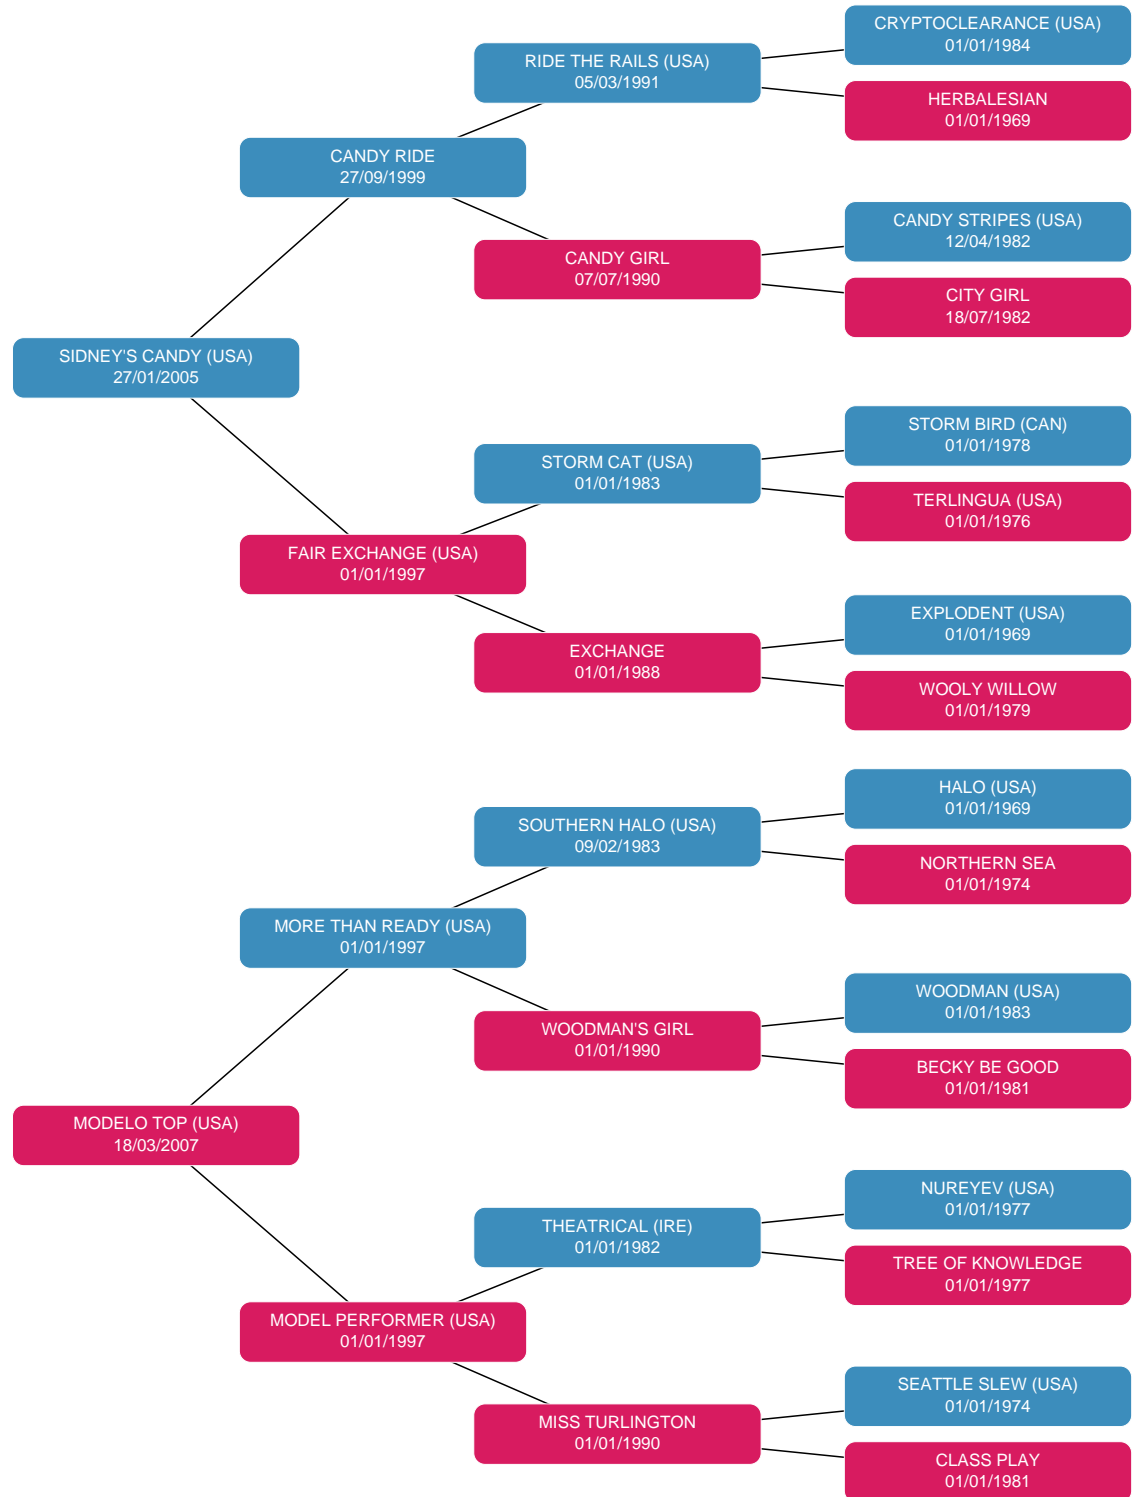 CRYPTOCLEARANCE (USA)
01/01/1984
RIDE THE RAILS (USA)
05/03/1991
HERBALESIAN
01/01/1969
CANDY RIDE
27/09/1999
CANDY STRIPES (USA)
12/04/1982
CANDY GIRL
07/07/1990
CITY GIRL
18/07/1982
SIDNEY'S CANDY (USA)
27/01/2005
STORM BIRD (CAN)
01/01/1978
STORM CAT (USA)
01/01/1983
TERLINGUA (USA)
01/01/1976
FAIR EXCHANGE (USA)
01/01/1997
EXPLODENT (USA)
01/01/1969
EXCHANGE
01/01/1988
WOOLY WILLOW
01/01/1979
HALO (USA)
01/01/1969
SOUTHERN HALO (USA)
09/02/1983
NORTHERN SEA
01/01/1974
MORE THAN READY (USA)
01/01/1997
WOODMAN (USA)
01/01/1983
WOODMAN'S GIRL
01/01/1990
BECKY BE GOOD
01/01/1981
MODELO TOP (USA)
18/03/2007
NUREYEV (USA)
01/01/1977
THEATRICAL (IRE)
01/01/1982
TREE OF KNOWLEDGE
01/01/1977
MODEL PERFORMER (USA)
01/01/1997
SEATTLE SLEW (USA)
01/01/1974
MISS TURLINGTON
01/01/1990
CLASS PLAY
01/01/1981